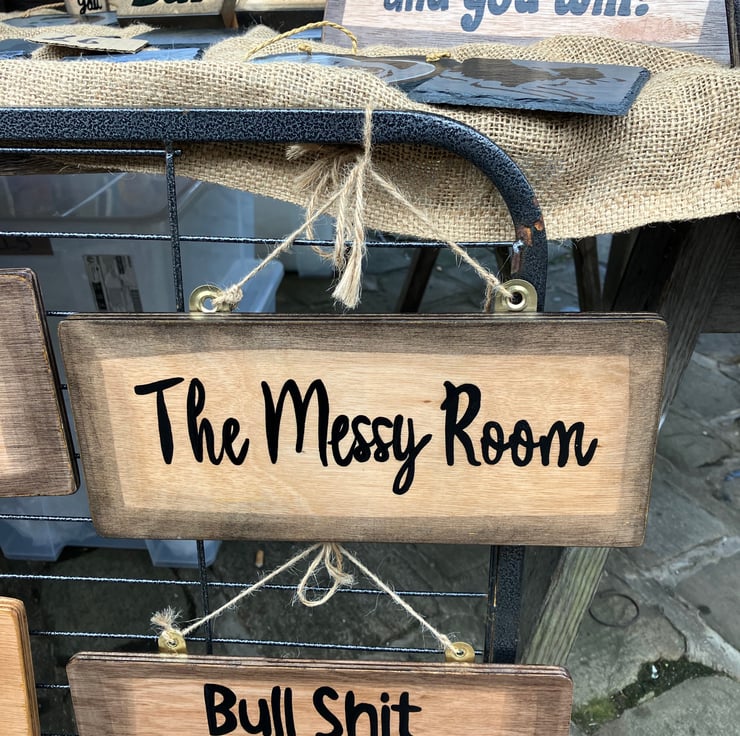 and you will!
The Messy Room
Bull Shit